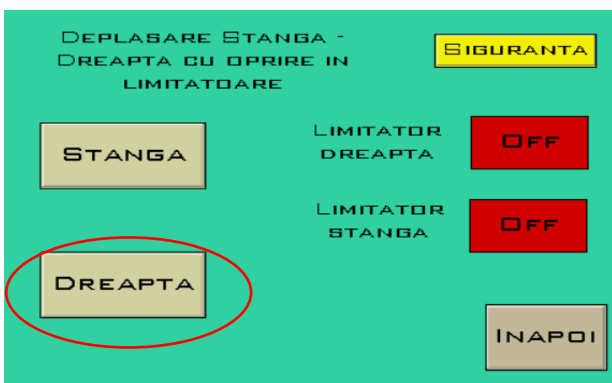 DEPLASARE STANGA -
DREAPTA CU OPRIRE IN
LIMITATOARE
SIGURANTA
STANGA
LIMITATOR
DREAPTA
OFF
LIMITATOR
STANGA
OFF
DREAPTA
INAPOI